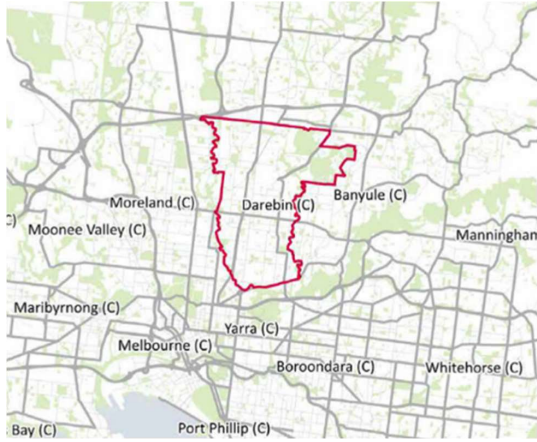 Moreland (C)
Darebin (C)
Banyule (C)
C)
Moonee Valley (C)
Manningham
Maribyrnong (C)
Yarra (C)
Melbourne (C)
Boroondara (C)
Whitehorse (C)
Bay (C)
Port Phillip (C)